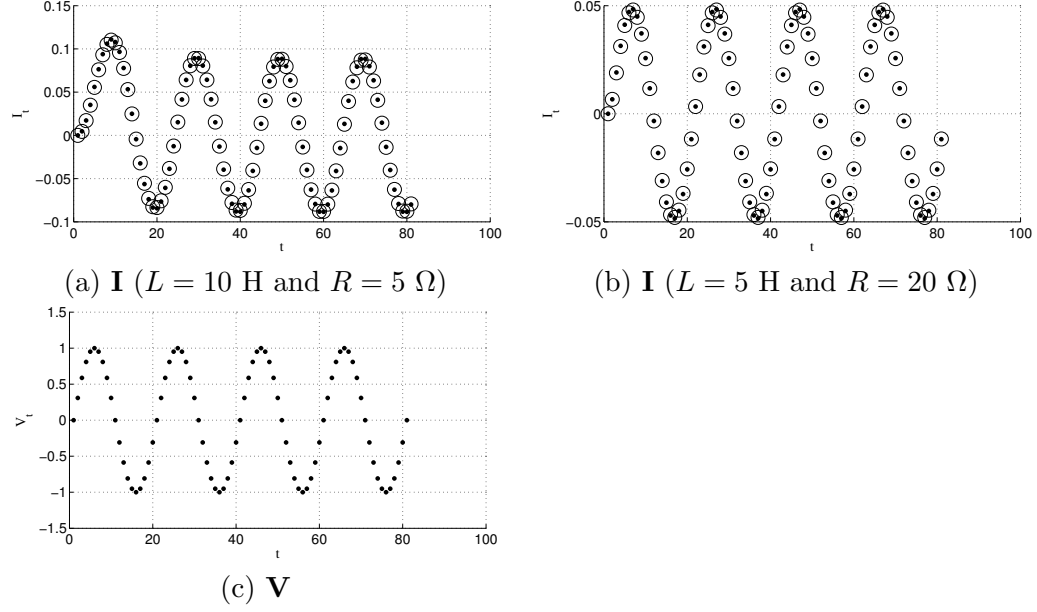 0.15
0.1
0.05
0
−0.05
−0.1
I_t
0 20 40 60 80 100
t
(a) I (L = 10 H and R = 5 Ω)
0.05
0
−0.05
I_t
0 20 40 60 80 100
t
(b) I (L = 5 H and R = 20 Ω)
1.5
1
0.5
0
−0.5
−1
−1.5
V_t
0 20 40 60 80 100
t
(c) V